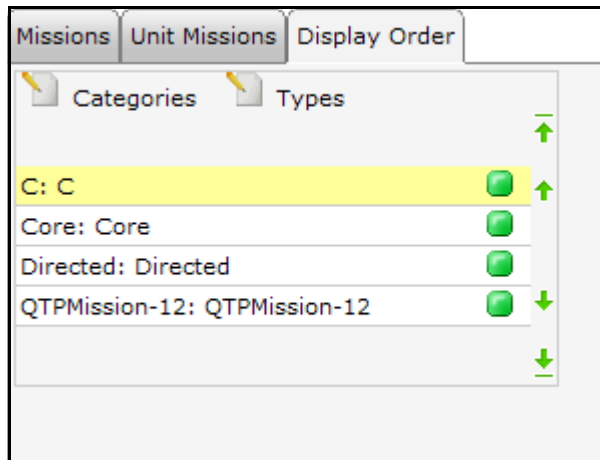 Missions Unit Missions Display Order
Categories Types
C: C
Core: Core
Directed: Directed
QTPMission-12: QTPMission-12